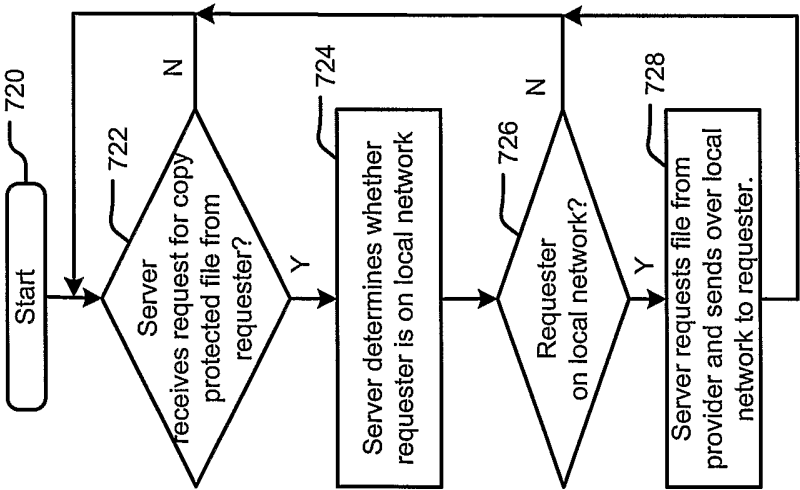 Start
720
Server
receives request for copy
protected file from
requester?
722
N
Y
Server determines whether
requester is on local network
724
Requester
on local network?
726
N
Y
Server requests file from
provider and sends over local
network to requester.
728